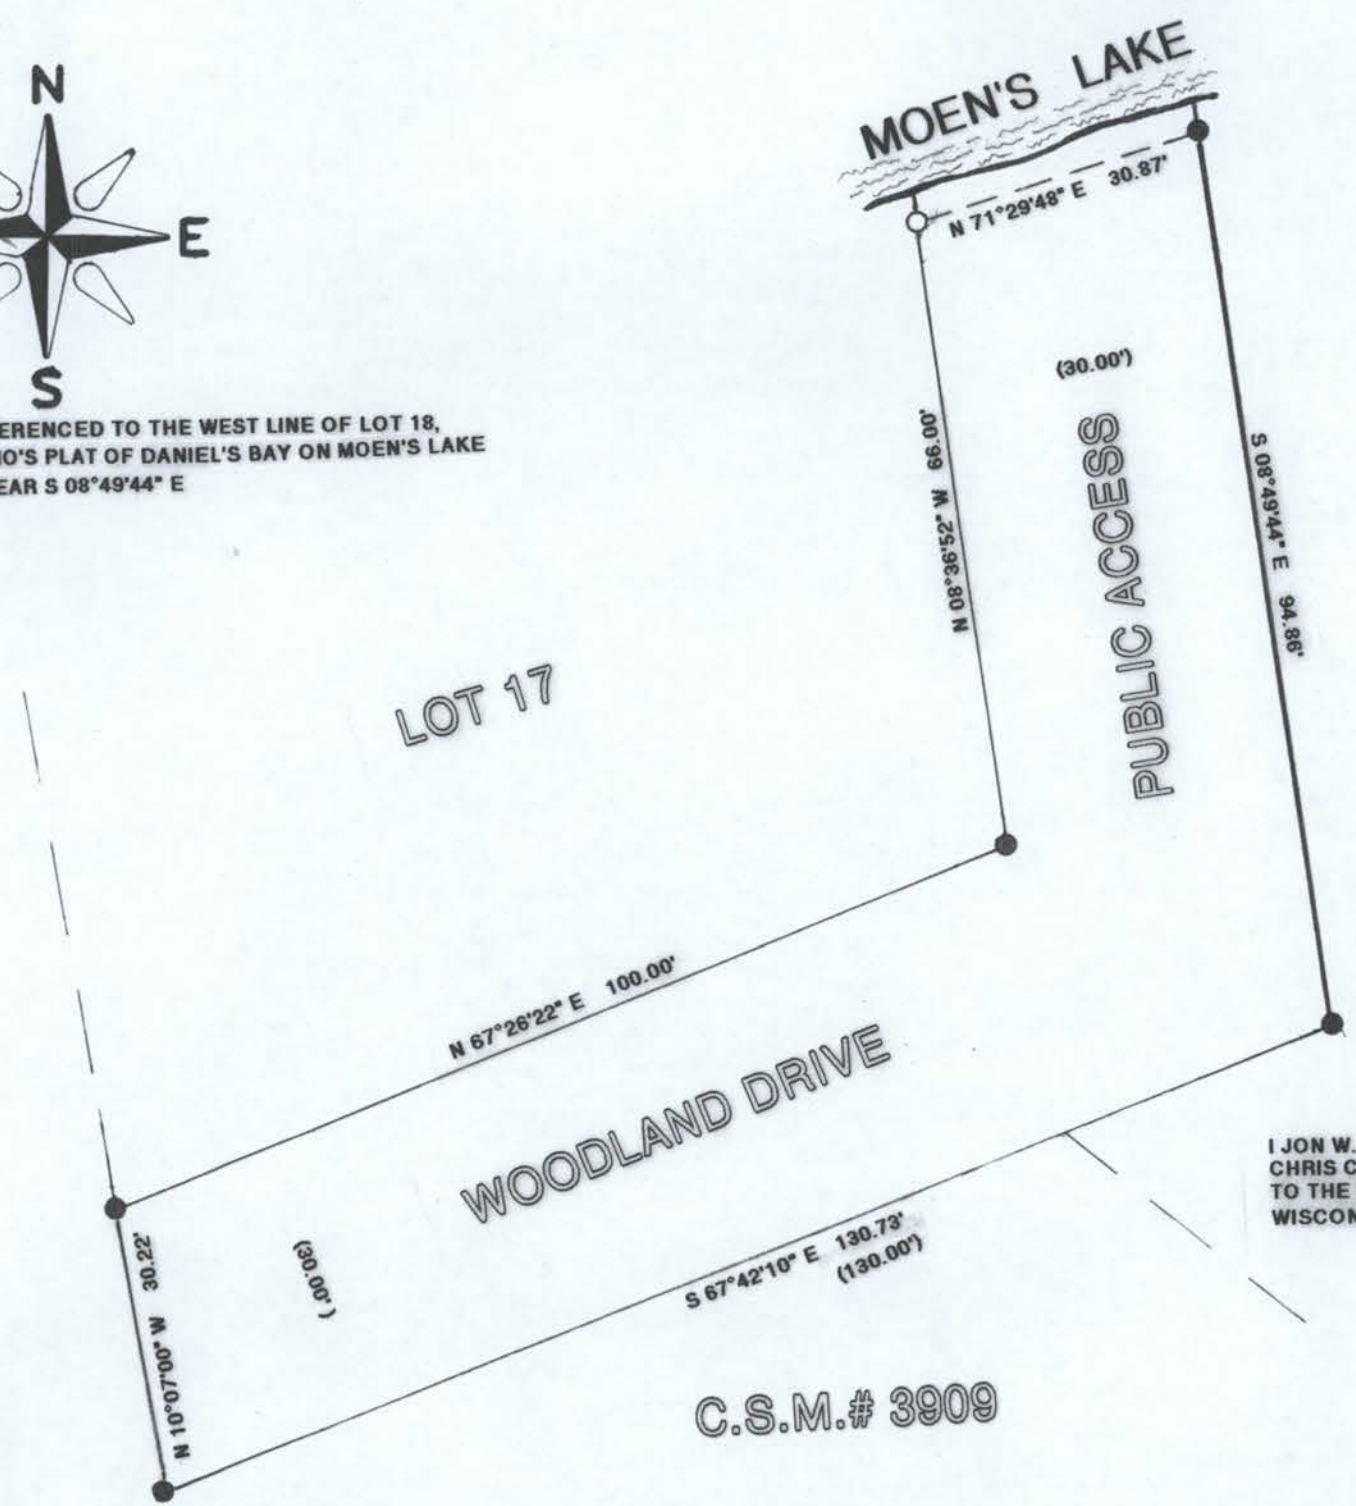 MOEN'S LAKE
N
E
S
N 71°29'48" E 30.87'
(30.00')
ERENCED TO THE WEST LINE OF LOT 18,
IO'S PLAT OF DANIEL'S BAY ON MOEN'S LAKE
EAR S 08°49'44" E
N 08°36'52" W 66.00'
PUBLIC ACCESS
S 08°49'44" E 94.86'
LOT 17
N 67°26'22" E 100.00'
WOODLAND DRIVE
I JON W.
CHRIS C
TO THE
WISCON
N 10°07'00" W 30.22'
(30.00' )
S 67°42'10" E 130.73'
(130.00')
C.S.M.# 3909